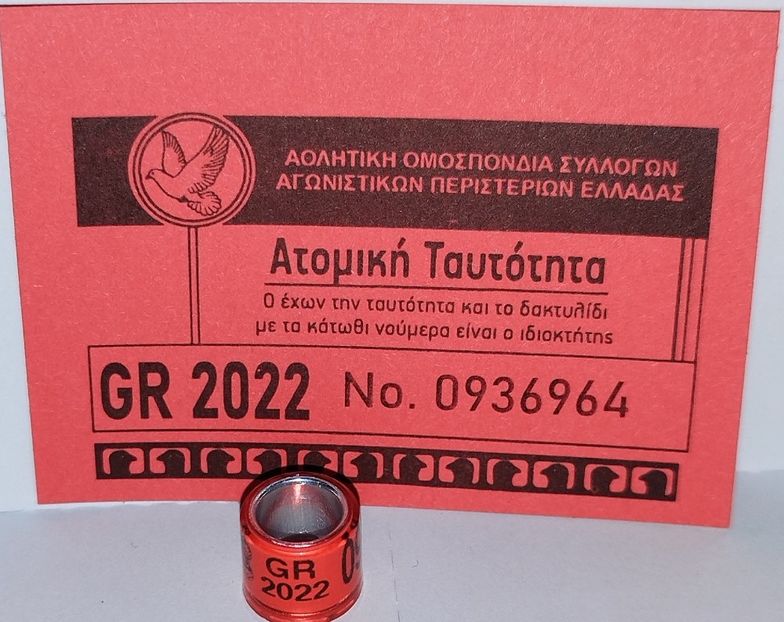 ΑΟΛΗΤΙΚΗ ΟΜΟΣΠΟΝΔΙΑ ΣΥΛΛΟΓΩΝ
ΑΓΩΝΙΣΤΙΚΩΝ ΠΕΡΙΣΤΕΡΙΩΝ ΕΛΛΑΔΑΣ
Ατομική Ταυτότητα
Ο έχων την ταυτότητα και το δακτυλίδι
με τα κάτωθι νούμερα είναι ο ιδιοκτήτης
GR 2022 No. 0936964
GR
2022